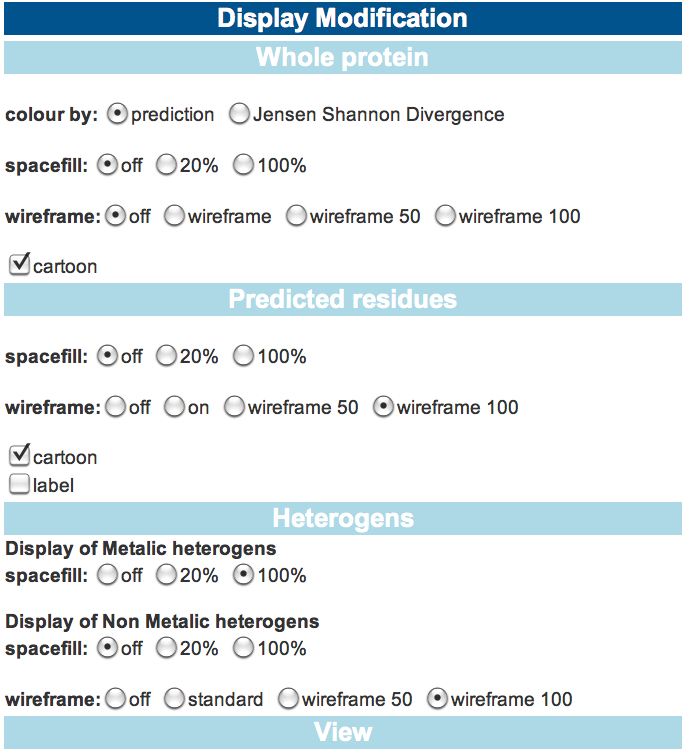 Display Modification
Whole protein
colour by: prediction Jensen Shannon Divergence
spacefill: off 20% 100%
wireframe: off wireframe wireframe 50 wireframe 100
cartoon
Predicted residues
spacefill: off 20% 100%
wireframe: off on wireframe 50 wireframe 100
cartoon
label
Heterogens
Display of Metalic heterogens
spacefill: off 20% 100%
Display of Non Metalic heterogens
spacefill: off 20% 100%
wireframe: off standard wireframe 50 wireframe 100
View